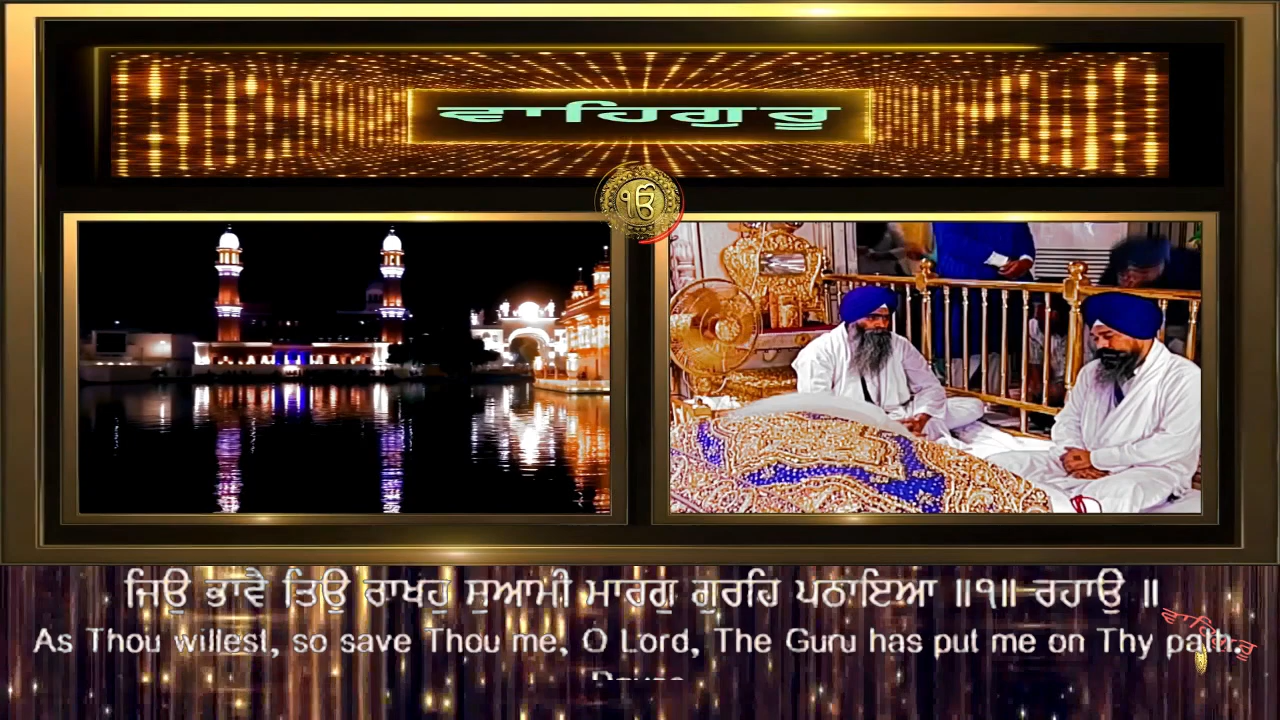 ਵਾਹਿਗੁਰੂ
ੴ
ਜਿਉ ਭਾਵੈ ਤਿਉ ਰਾਖਹੁ ਸੁਆਮੀ ਮਾਰਗੁ ਗੁਰਹਿ ਪਠਾਇਆ ॥੧॥ ਰਹਾਉ ॥
As Thou willest, so save Thou me, O Lord, The Guru has put me on Thy path.
ਵਾਹਿਗੁਰੂ